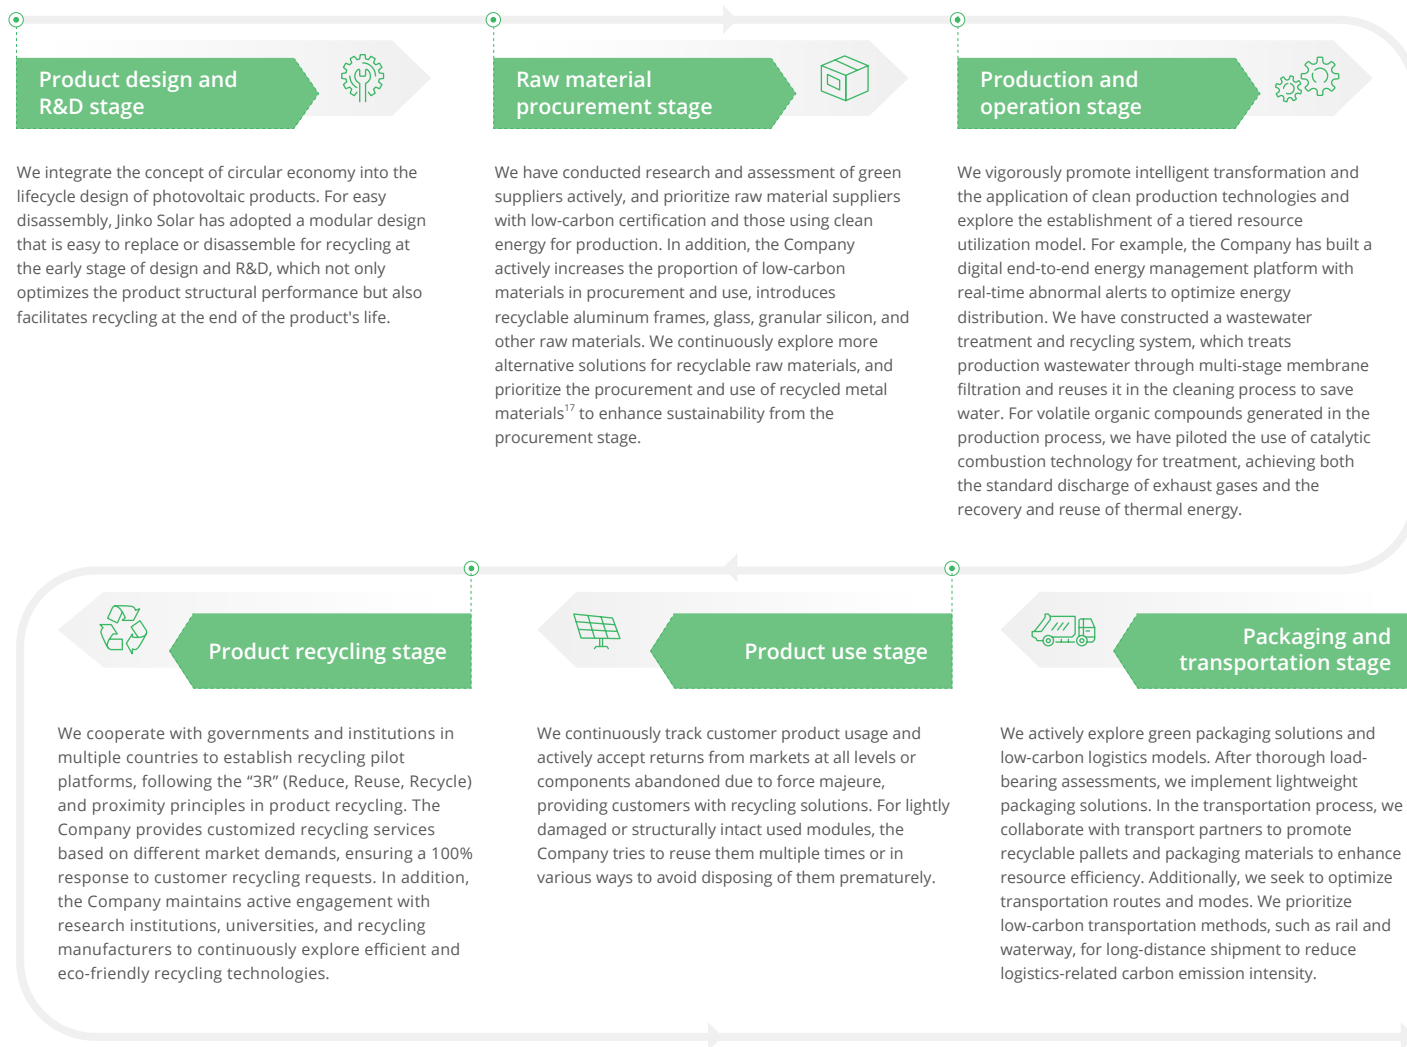 Product design and
R&D stage
We integrate the concept of circular economy into the
lifecycle design of photovoltaic products. For easy
disassembly, Jinko Solar has adopted a modular design
that is easy to replace or disassemble for recycling at
the early stage of design and R&D, which not only
optimizes the product structural performance but also
facilitates recycling at the end of the product's life.
Raw material
procurement stage
We have conducted research and assessment of green
suppliers actively, and prioritize raw material suppliers
with low-carbon certification and those using clean
energy for production. In addition, the Company
actively increases the proportion of low-carbon
materials in procurement and use, introduces
recyclable aluminum frames, glass, granular silicon, and
other raw materials. We continuously explore more
alternative solutions for recyclable raw materials, and
prioritize the procurement and use of recycled metal
materials17 to enhance sustainability from the
procurement stage.
Production and
operation stage
We vigorously promote intelligent transformation and
the application of clean production technologies and
explore the establishment of a tiered resource
utilization model. For example, the Company has built a
digital end-to-end energy management platform with
real-time abnormal alerts to optimize energy
distribution. We have constructed a wastewater
treatment and recycling system, which treats
production wastewater through multi-stage membrane
filtration and reuses it in the cleaning process to save
water. For volatile organic compounds generated in the
production process, we have piloted the use of catalytic
combustion technology for treatment, achieving both
the standard discharge of exhaust gases and the
recovery and reuse of thermal energy.
Packaging and
transportation stage
We actively explore green packaging solutions and
low-carbon logistics models. After thorough load-
bearing assessments, we implement lightweight
packaging solutions. In the transportation process, we
collaborate with transport partners to promote
recyclable pallets and packaging materials to enhance
resource efficiency. Additionally, we seek to optimize
transportation routes and modes. We prioritize
low-carbon transportation methods, such as rail and
waterway, for long-distance shipment to reduce
logistics-related carbon emission intensity.
Product use stage
We continuously track customer product usage and
actively accept returns from markets at all levels or
components abandoned due to force majeure,
providing customers with recycling solutions. For lightly
damaged or structurally intact used modules, the
Company tries to reuse them multiple times or in
various ways to avoid disposing of them prematurely.
Product recycling stage
We cooperate with governments and institutions in
multiple countries to establish recycling pilot
platforms, following the “3R” (Reduce, Reuse, Recycle)
and proximity principles in product recycling. The
Company provides customized recycling services
based on different market demands, ensuring a 100%
response to customer recycling requests. In addition,
the Company maintains active engagement with
research institutions, universities, and recycling
manufacturers to continuously explore efficient and
eco-friendly recycling technologies.